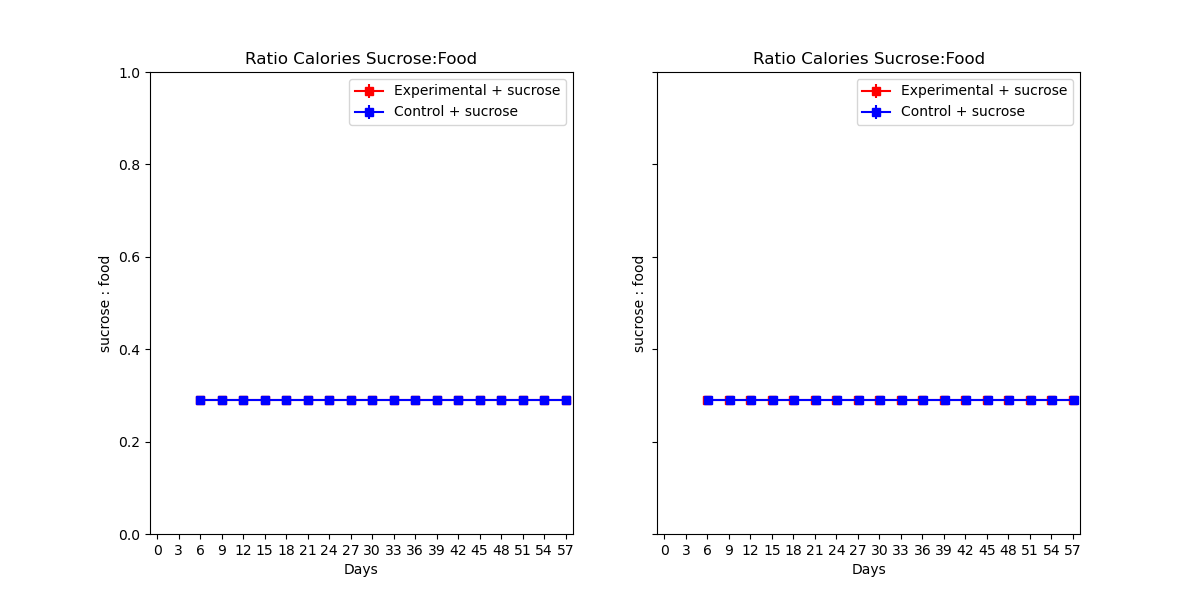 Ratio Calories Sucrose:Food
Experimental + sucrose
Control + sucrose
1.0
0.8
0.6
0.4
0.2
0.0
sucrose : food
0 3 6 9 12 15 18 21 24 27 30 33 36 39 42 45 48 51 54 57
Days
Ratio Calories Sucrose:Food
Experimental + sucrose
Control + sucrose
sucrose : food
0 3 6 9 12 15 18 21 24 27 30 33 36 39 42 45 48 51 54 57
Days